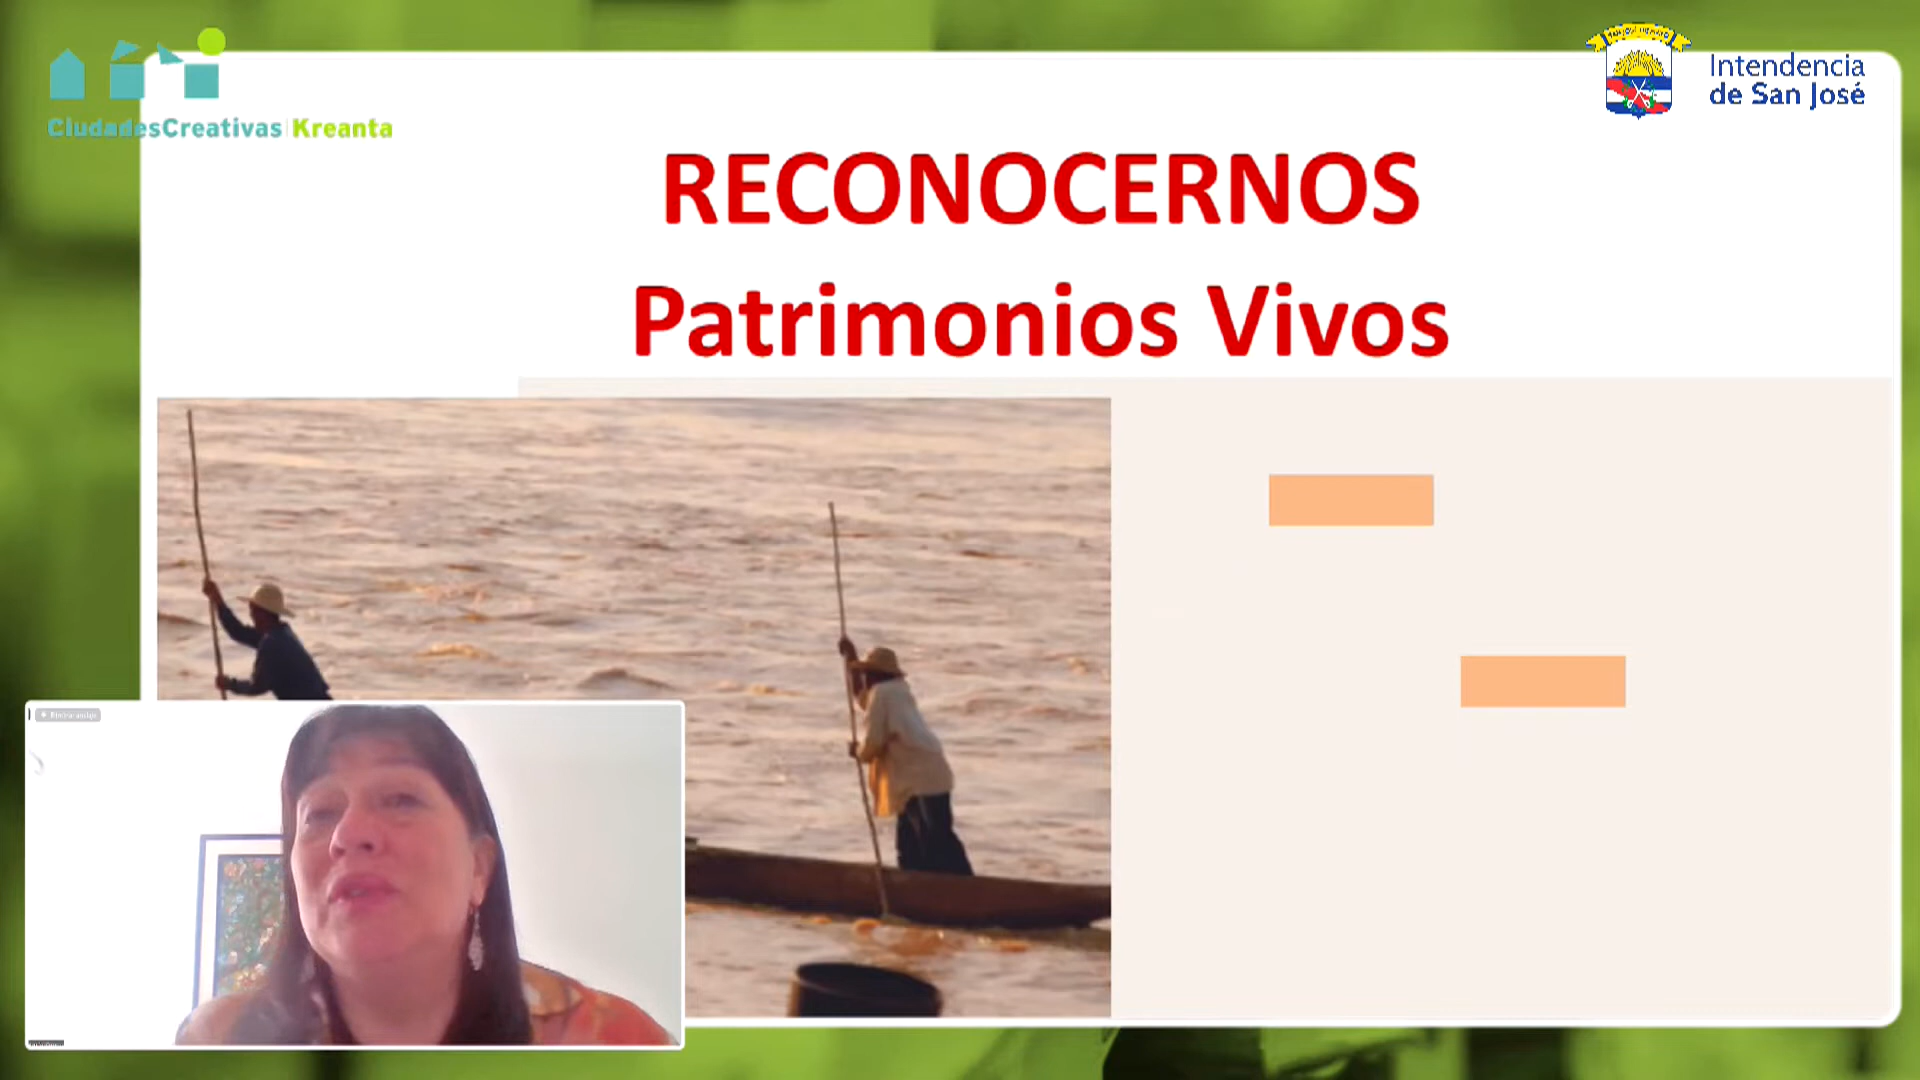 CiudadesCreativas Kreanta
Intendencia
de San José
RECONOCERNOS
Patrimonios Vivos